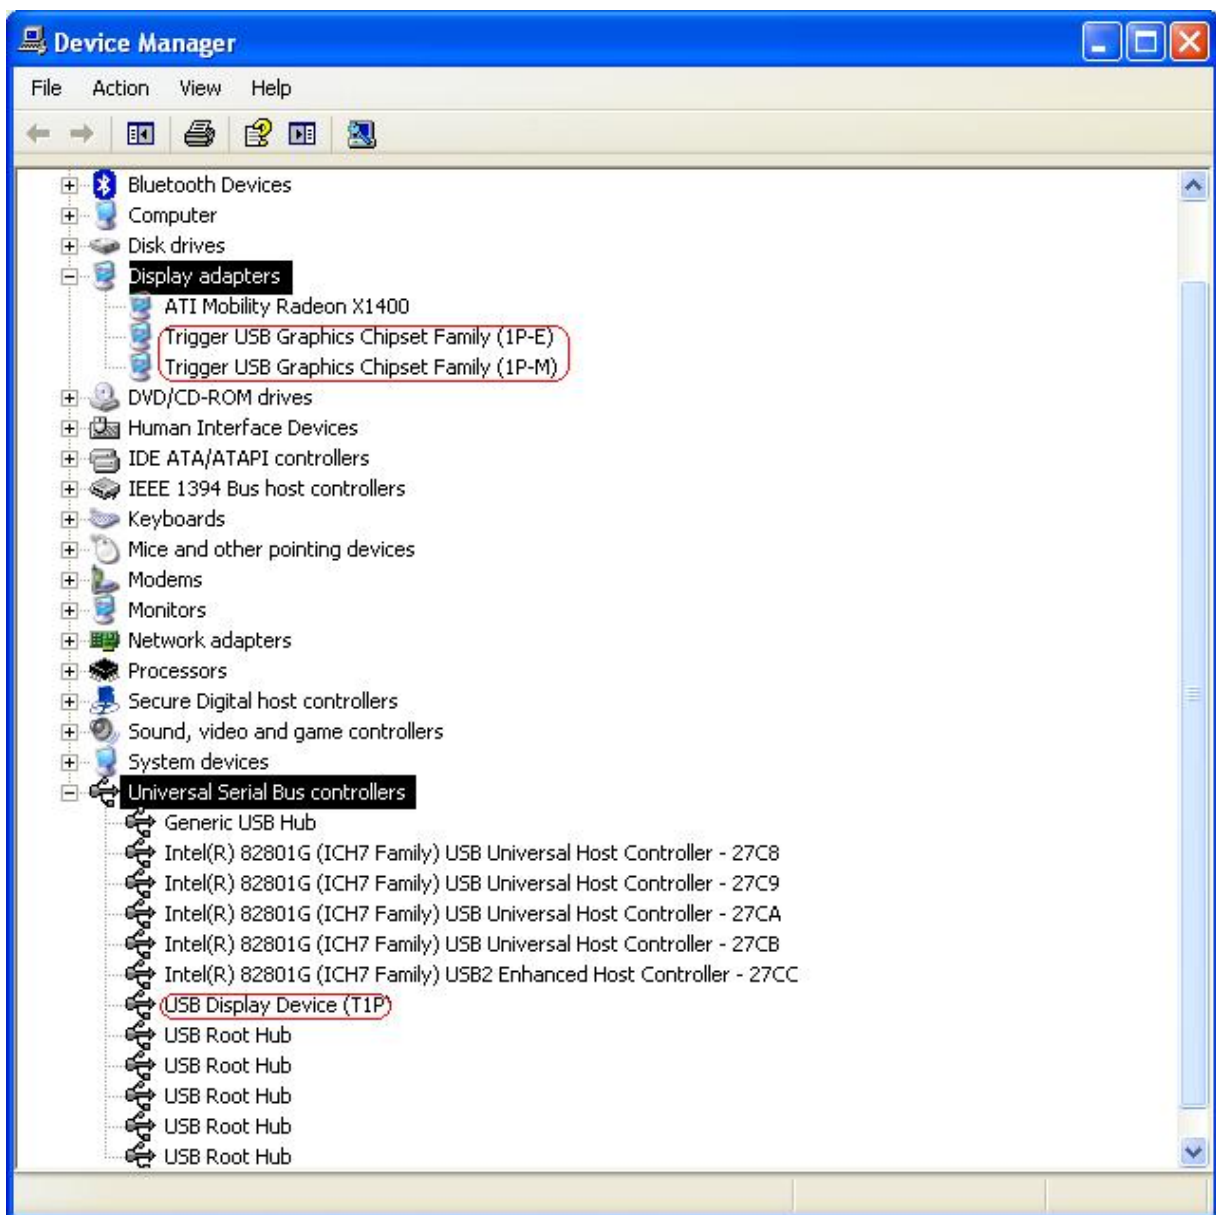 Device Manager
File Action View Help
Bluetooth Devices
Computer
Disk drives
Display adapters
ATI Mobility Radeon X1400
Trigger USB Graphics Chipset Family (1P-E)
Trigger USB Graphics Chipset Family (1P-M)
DVD/CD-ROM drives
Human Interface Devices
IDE ATA/ATAPI controllers
IEEE 1394 Bus host controllers
Keyboards
Mice and other pointing devices
Modems
Monitors
Network adapters
Processors
Secure Digital host controllers
Sound, video and game controllers
System devices
Universal Serial Bus controllers
Generic USB Hub
Intel(R) 82801G (ICH7 Family) USB Universal Host Controller - 27C8
Intel(R) 82801G (ICH7 Family) USB Universal Host Controller - 27C9
Intel(R) 82801G (ICH7 Family) USB Universal Host Controller - 27CA
Intel(R) 82801G (ICH7 Family) USB Universal Host Controller - 27CB
Intel(R) 82801G (ICH7 Family) USB2 Enhanced Host Controller - 27CC
USB Display Device (T1P)
USB Root Hub
USB Root Hub
USB Root Hub
USB Root Hub
USB Root Hub